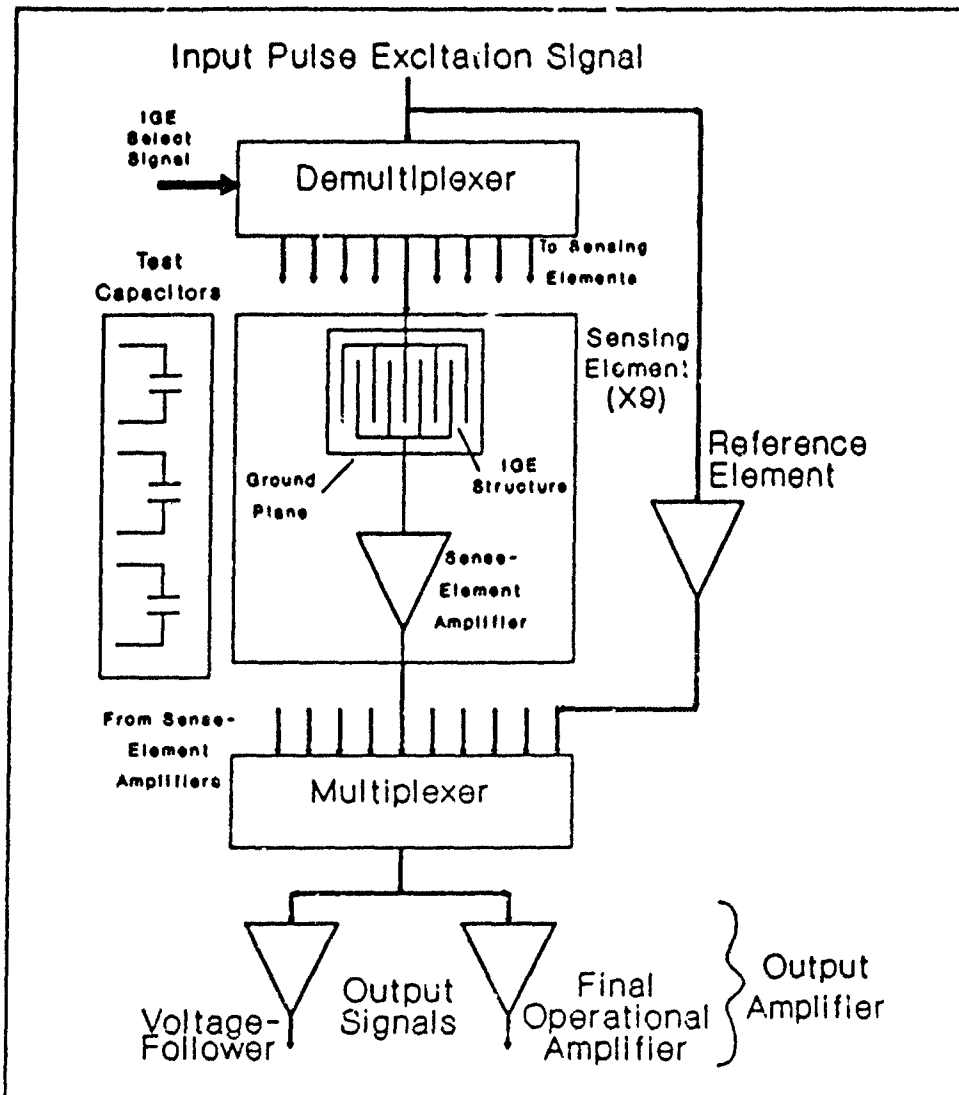 Input Pulse Excitation Signal
IGE
Select
Signal
Demultiplexer
To Sensing
Elements
Test
Capacitors
Sensing
Element
(X9)
Reference
Element
Ground
Plane
IGE
Structure
Sense-
Element
Amplifier
From Sense-
Element
Amplifiers
Multiplexer
Voltage-
Follower
Output
Signals
Final
Operational
Amplifier
Output
Amplifier